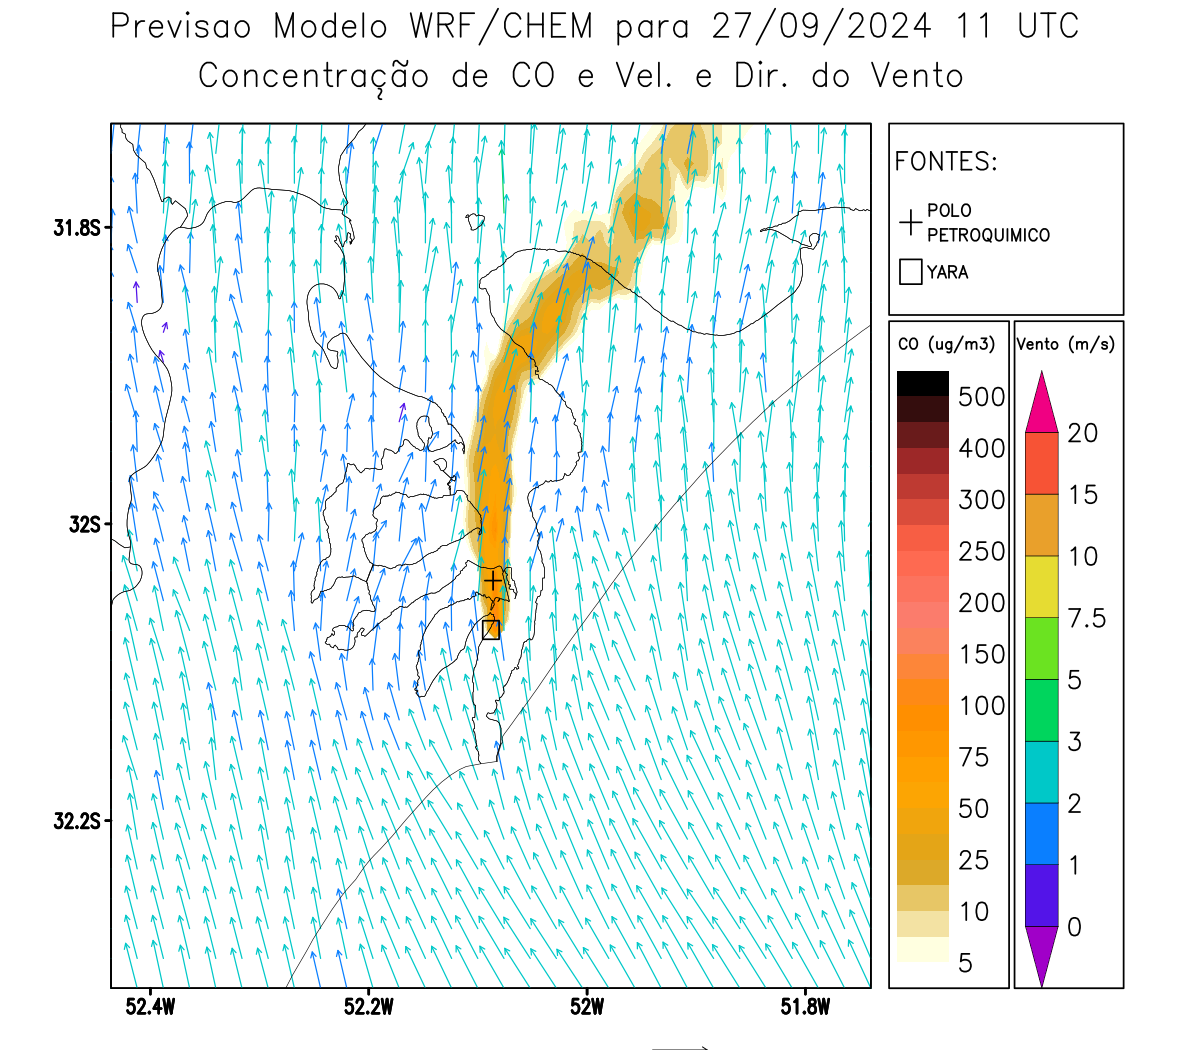 Previsao Modelo WRF/CHEM para 27/09/2024 11 UTC
Concentração de CO e Vel. e Dir. do Vento
FONTES:
POLO
PETROQUIMICO
YARA
CO (ug/m3)
500
400
300
250
200
150
100
75
50
25
10
5
Vento (m/s)
20
15
10
7.5
5
3
2
1
0
31.8S
32S
32.2S
52.4W
52.2W
52W
51.8W